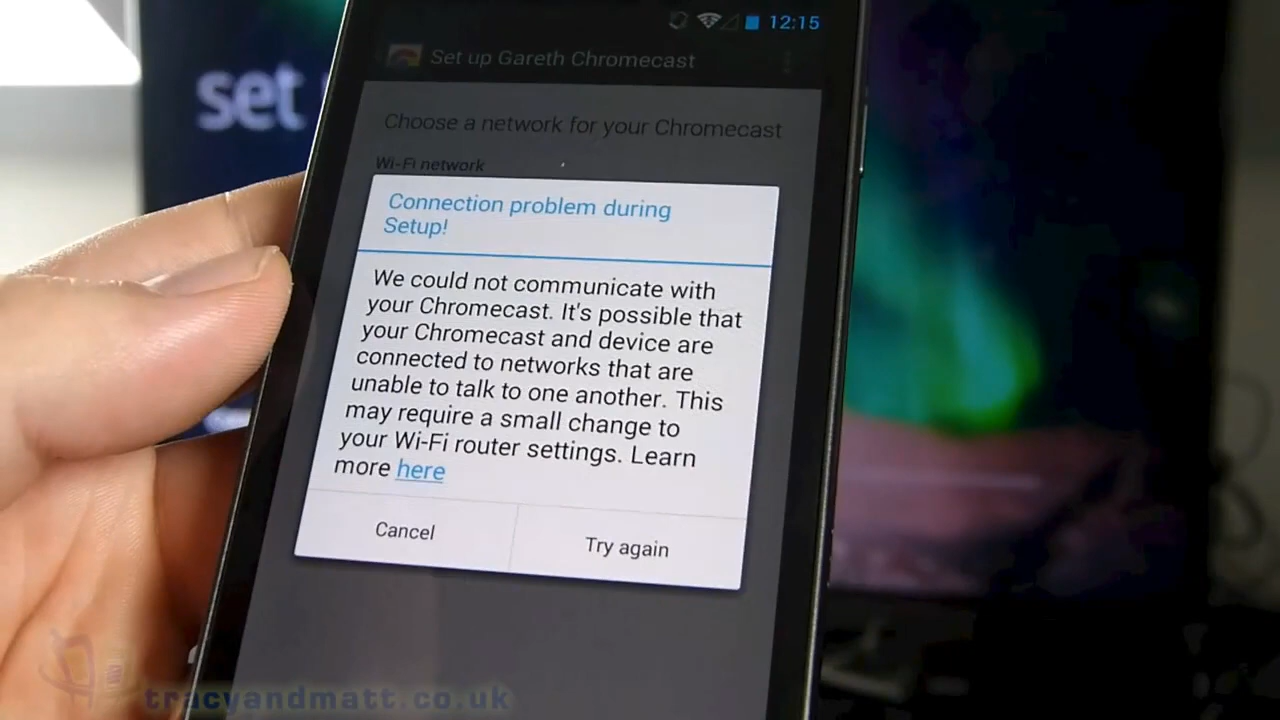 12:15
Set up Gareth Chromecast
set
Choose a network for your Chromecast
Wi-Fi network
Connection problem during
Setup!
We could not communicate with
your Chromecast. It's possible that
your Chromecast and device are
connected to networks that are
unable to talk to one another. This
may require a small change to
your Wi-Fi router settings. Learn
more here
Cancel
Try again
tracyandmatt.co.uk